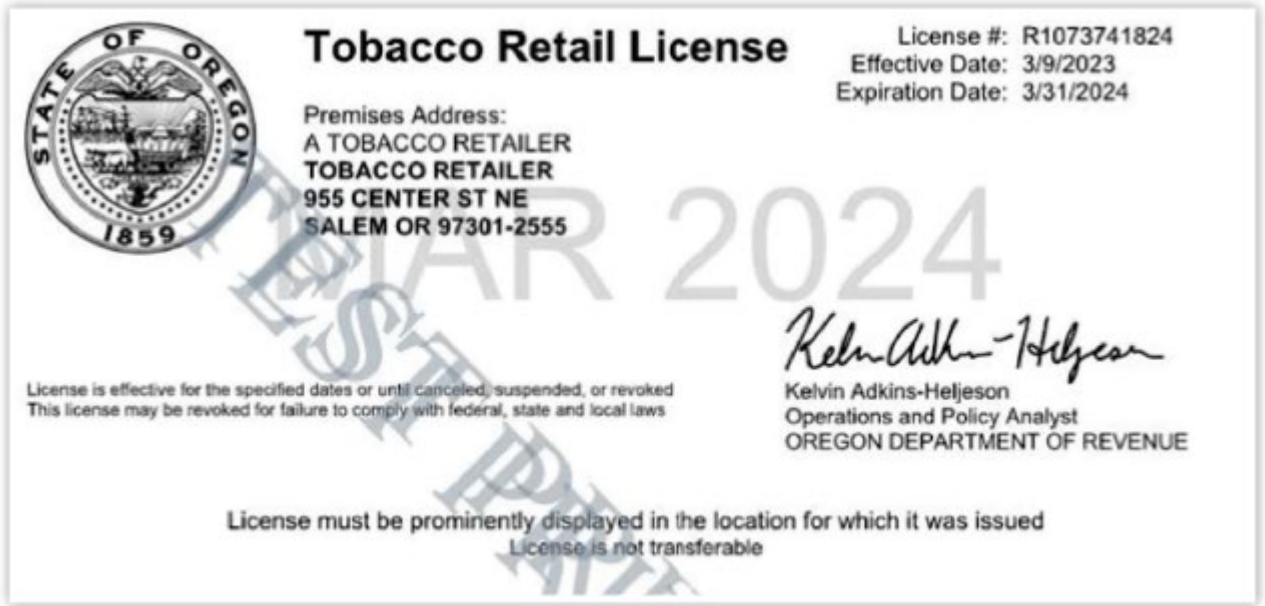 STATE OF OREGON
1859
Tobacco Retail License
License #: R1073741824
Effective Date: 3/9/2023
Expiration Date: 3/31/2024
Premises Address:
A TOBACCO RETAILER
TOBACCO RETAILER
955 CENTER ST NE
SALEM OR 97301-2555
MAR 2024
TEST
Kelvin Adkins-Heljeson
Operations and Policy Analyst
OREGON DEPARTMENT OF REVENUE
License is effective for the specified dates or until canceled, suspended, or revoked
This license may be revoked for failure to comply with federal, state and local laws
License must be prominently displayed in the location for which it was issued
License is not transferable